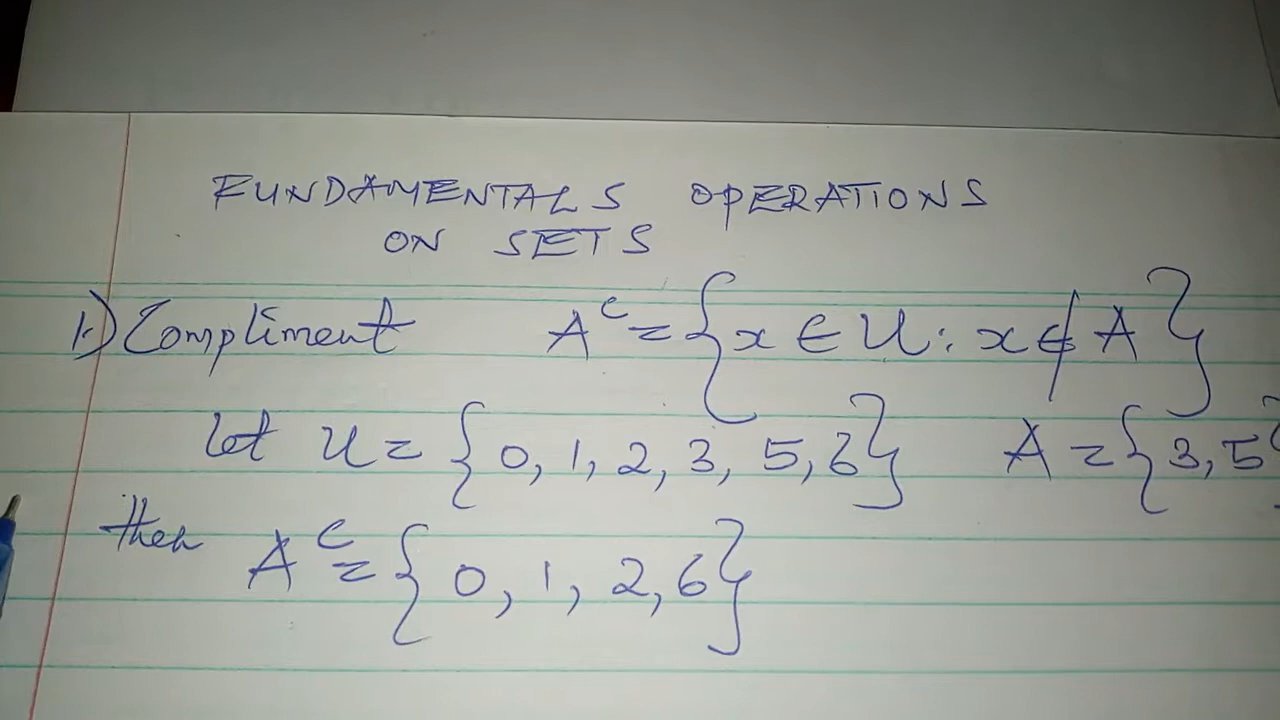 FUNDAMENTALS OPERATIONS
ON SETS
1.) Compliment A^c = {x ∈ U : x ∉ A}
let U = {0, 1, 2, 3, 5, 6} A = {3, 5}
then A^c = {0, 1, 2, 6}